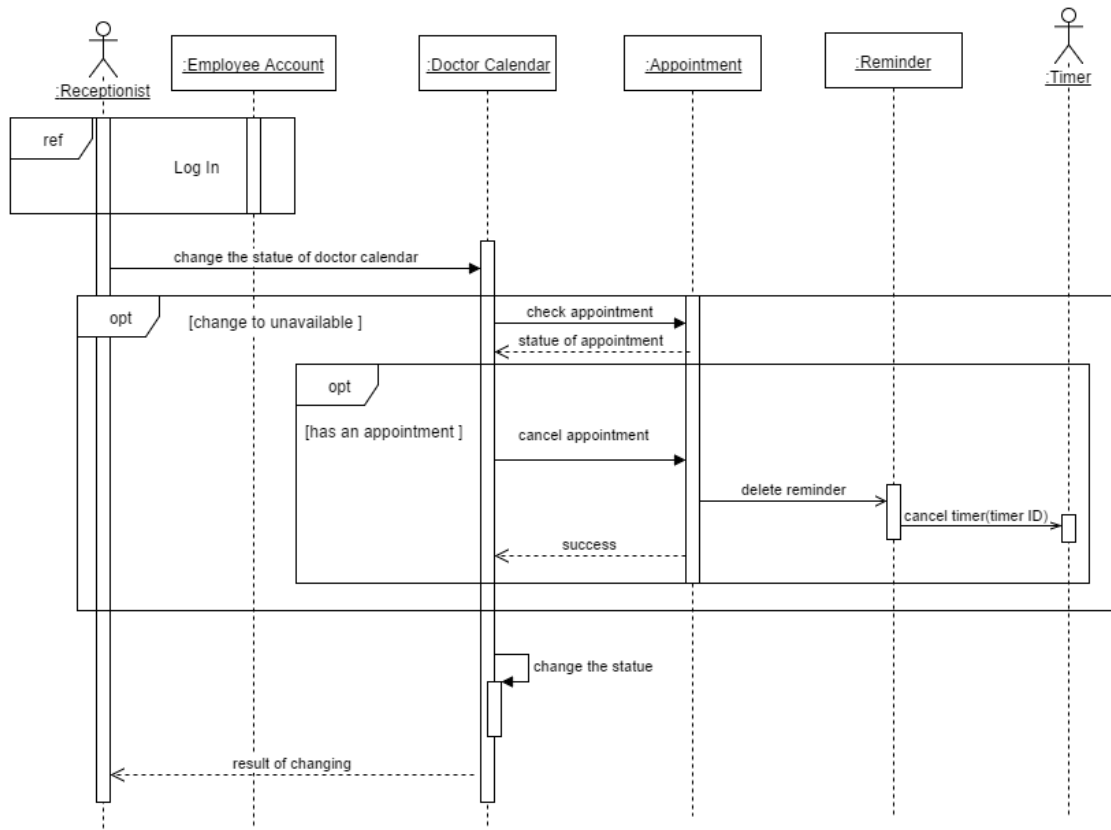 :Receptionist
:Employee Account
:Doctor Calendar
:Appointment
:Reminder
:Timer
ref
Log In
change the statue of doctor calendar
opt
[change to unavailable ]
check appointment
statue of appointment
opt
[has an appointment ]
cancel appointment
delete reminder
cancel timer(timer ID)
success
change the statue
result of changing